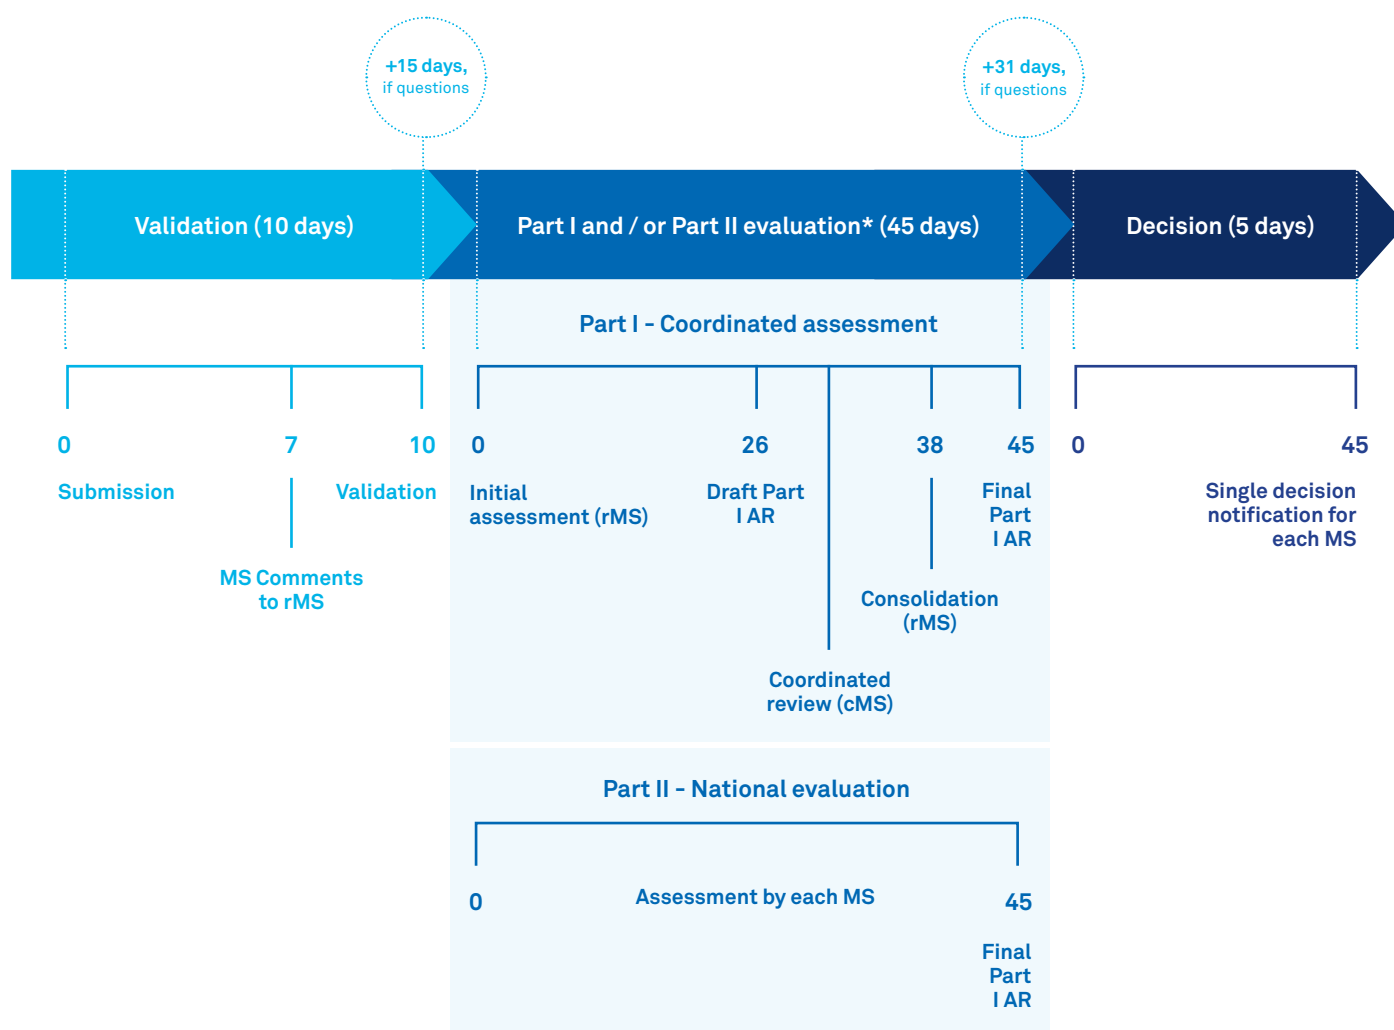 +15 days,
if questions
+31 days,
if questions
Validation (10 days)
Part I and / or Part II evaluation* (45 days)
Decision (5 days)
Part I - Coordinated assessment
0
7
10
0
26
38
45
0
45
Submission
Validation
MS Comments
to rMS
Initial
assessment (rMS)
Draft Part
I AR
Final
Part
I AR
Consolidation
(rMS)
Coordinated
review (cMS)
Single decision
notification for
each MS
Part II - National evaluation
0
Assessment by each MS
45
Final
Part
I AR